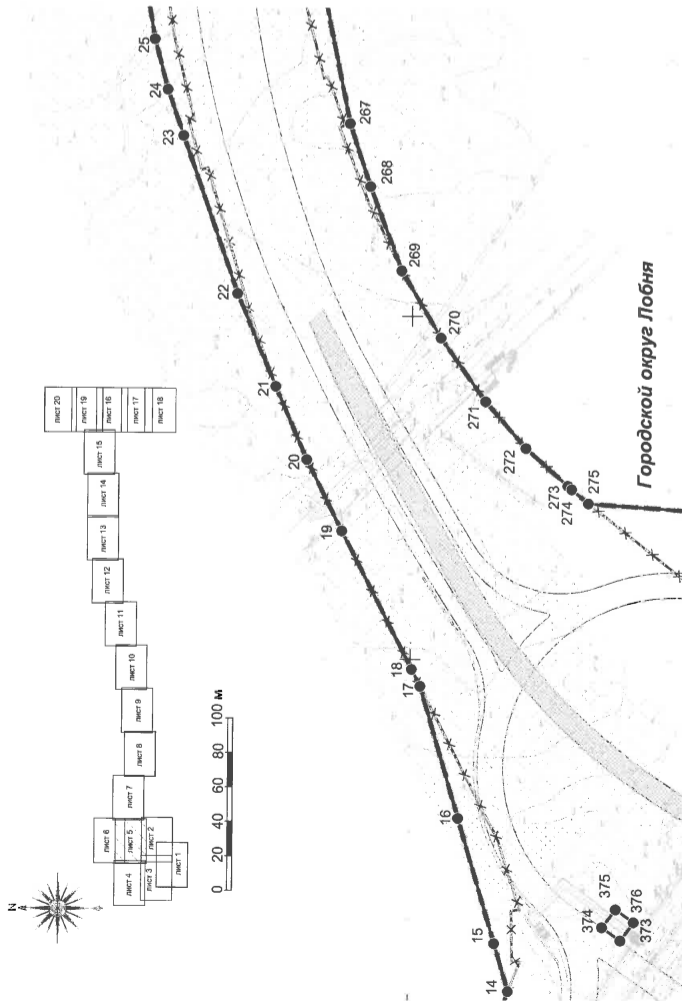 N
лист 1
лист 2
лист 3
лист 4
лист 5
лист 6
лист 7
лист 8
лист 9
лист 10
лист 11
лист 12
лист 13
лист 14
лист 15
лист 16
лист 17
лист 18
лист 19
лист 20
0 20 40 60 80 100 м
14
15
16
17
18
19
20
21
22
23
24
25
267
268
269
270
271
272
273
274
275
373
374
375
376
Городской округ Лобня